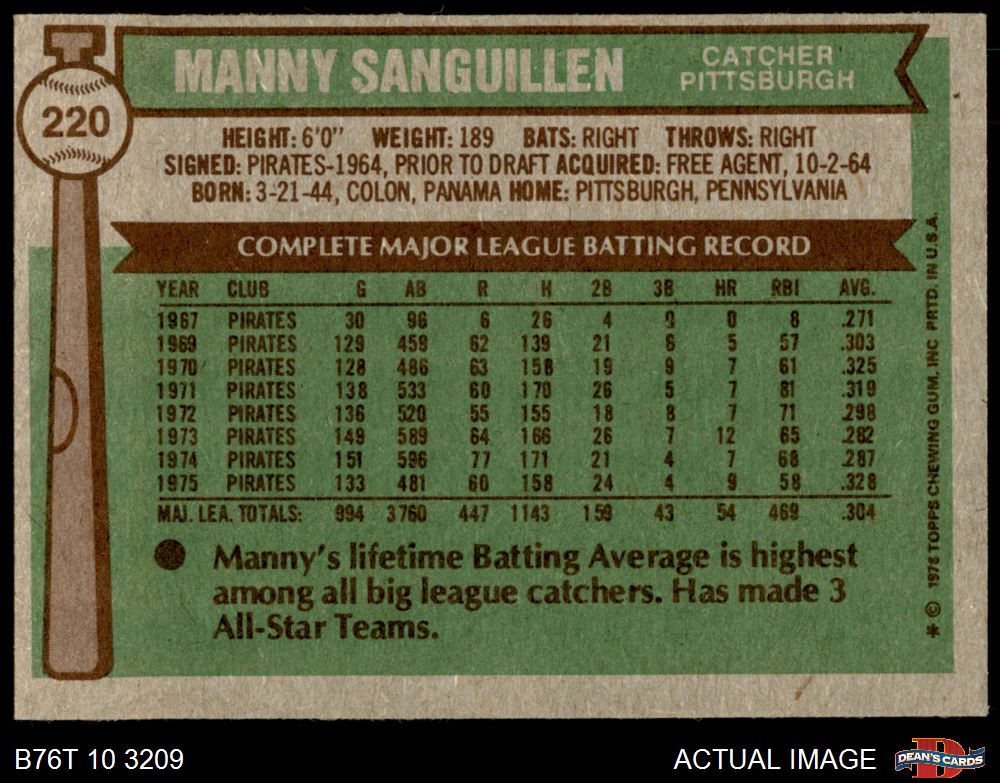 MANNY SANGUILLEN
CATCHER
PITTSBURGH
220
HEIGHT: 6'0" WEIGHT: 189 BATS: RIGHT THROWS: RIGHT
SIGNED: PIRATES-1964, PRIOR TO DRAFT ACQUIRED: FREE AGENT, 10-2-64
BORN: 3-21-44, COLON, PANAMA HOME: PITTSBURGH, PENNSYLVANIA
COMPLETE MAJOR LEAGUE BATTING RECORD
YEAR CLUB G AB R H 2B 3B HR RBI AVG.
1967 PIRATES 30 96 6 26 4 0 0 8 .271
1969 PIRATES 129 459 62 139 21 6 5 57 .303
1970 PIRATES 128 486 63 158 19 9 7 61 .325
1971 PIRATES 138 533 60 170 26 5 7 81 .319
1972 PIRATES 136 520 55 155 18 8 7 71 .298
1973 PIRATES 149 589 64 166 26 7 12 65 .282
1974 PIRATES 151 596 77 171 21 4 7 68 .287
1975 PIRATES 133 481 60 158 24 4 9 58 .328
MAJ. LEA. TOTALS: 994 3760 447 1143 159 43 54 469 .304
Manny's lifetime Batting Average is highest
among all big league catchers. Has made 3
All-Star Teams.
* © 1976 TOPPS CHEWING GUM, INC PRTD. IN U.S.A.
B76T 10 3209
ACTUAL IMAGE
D
DEAN'S CARDS